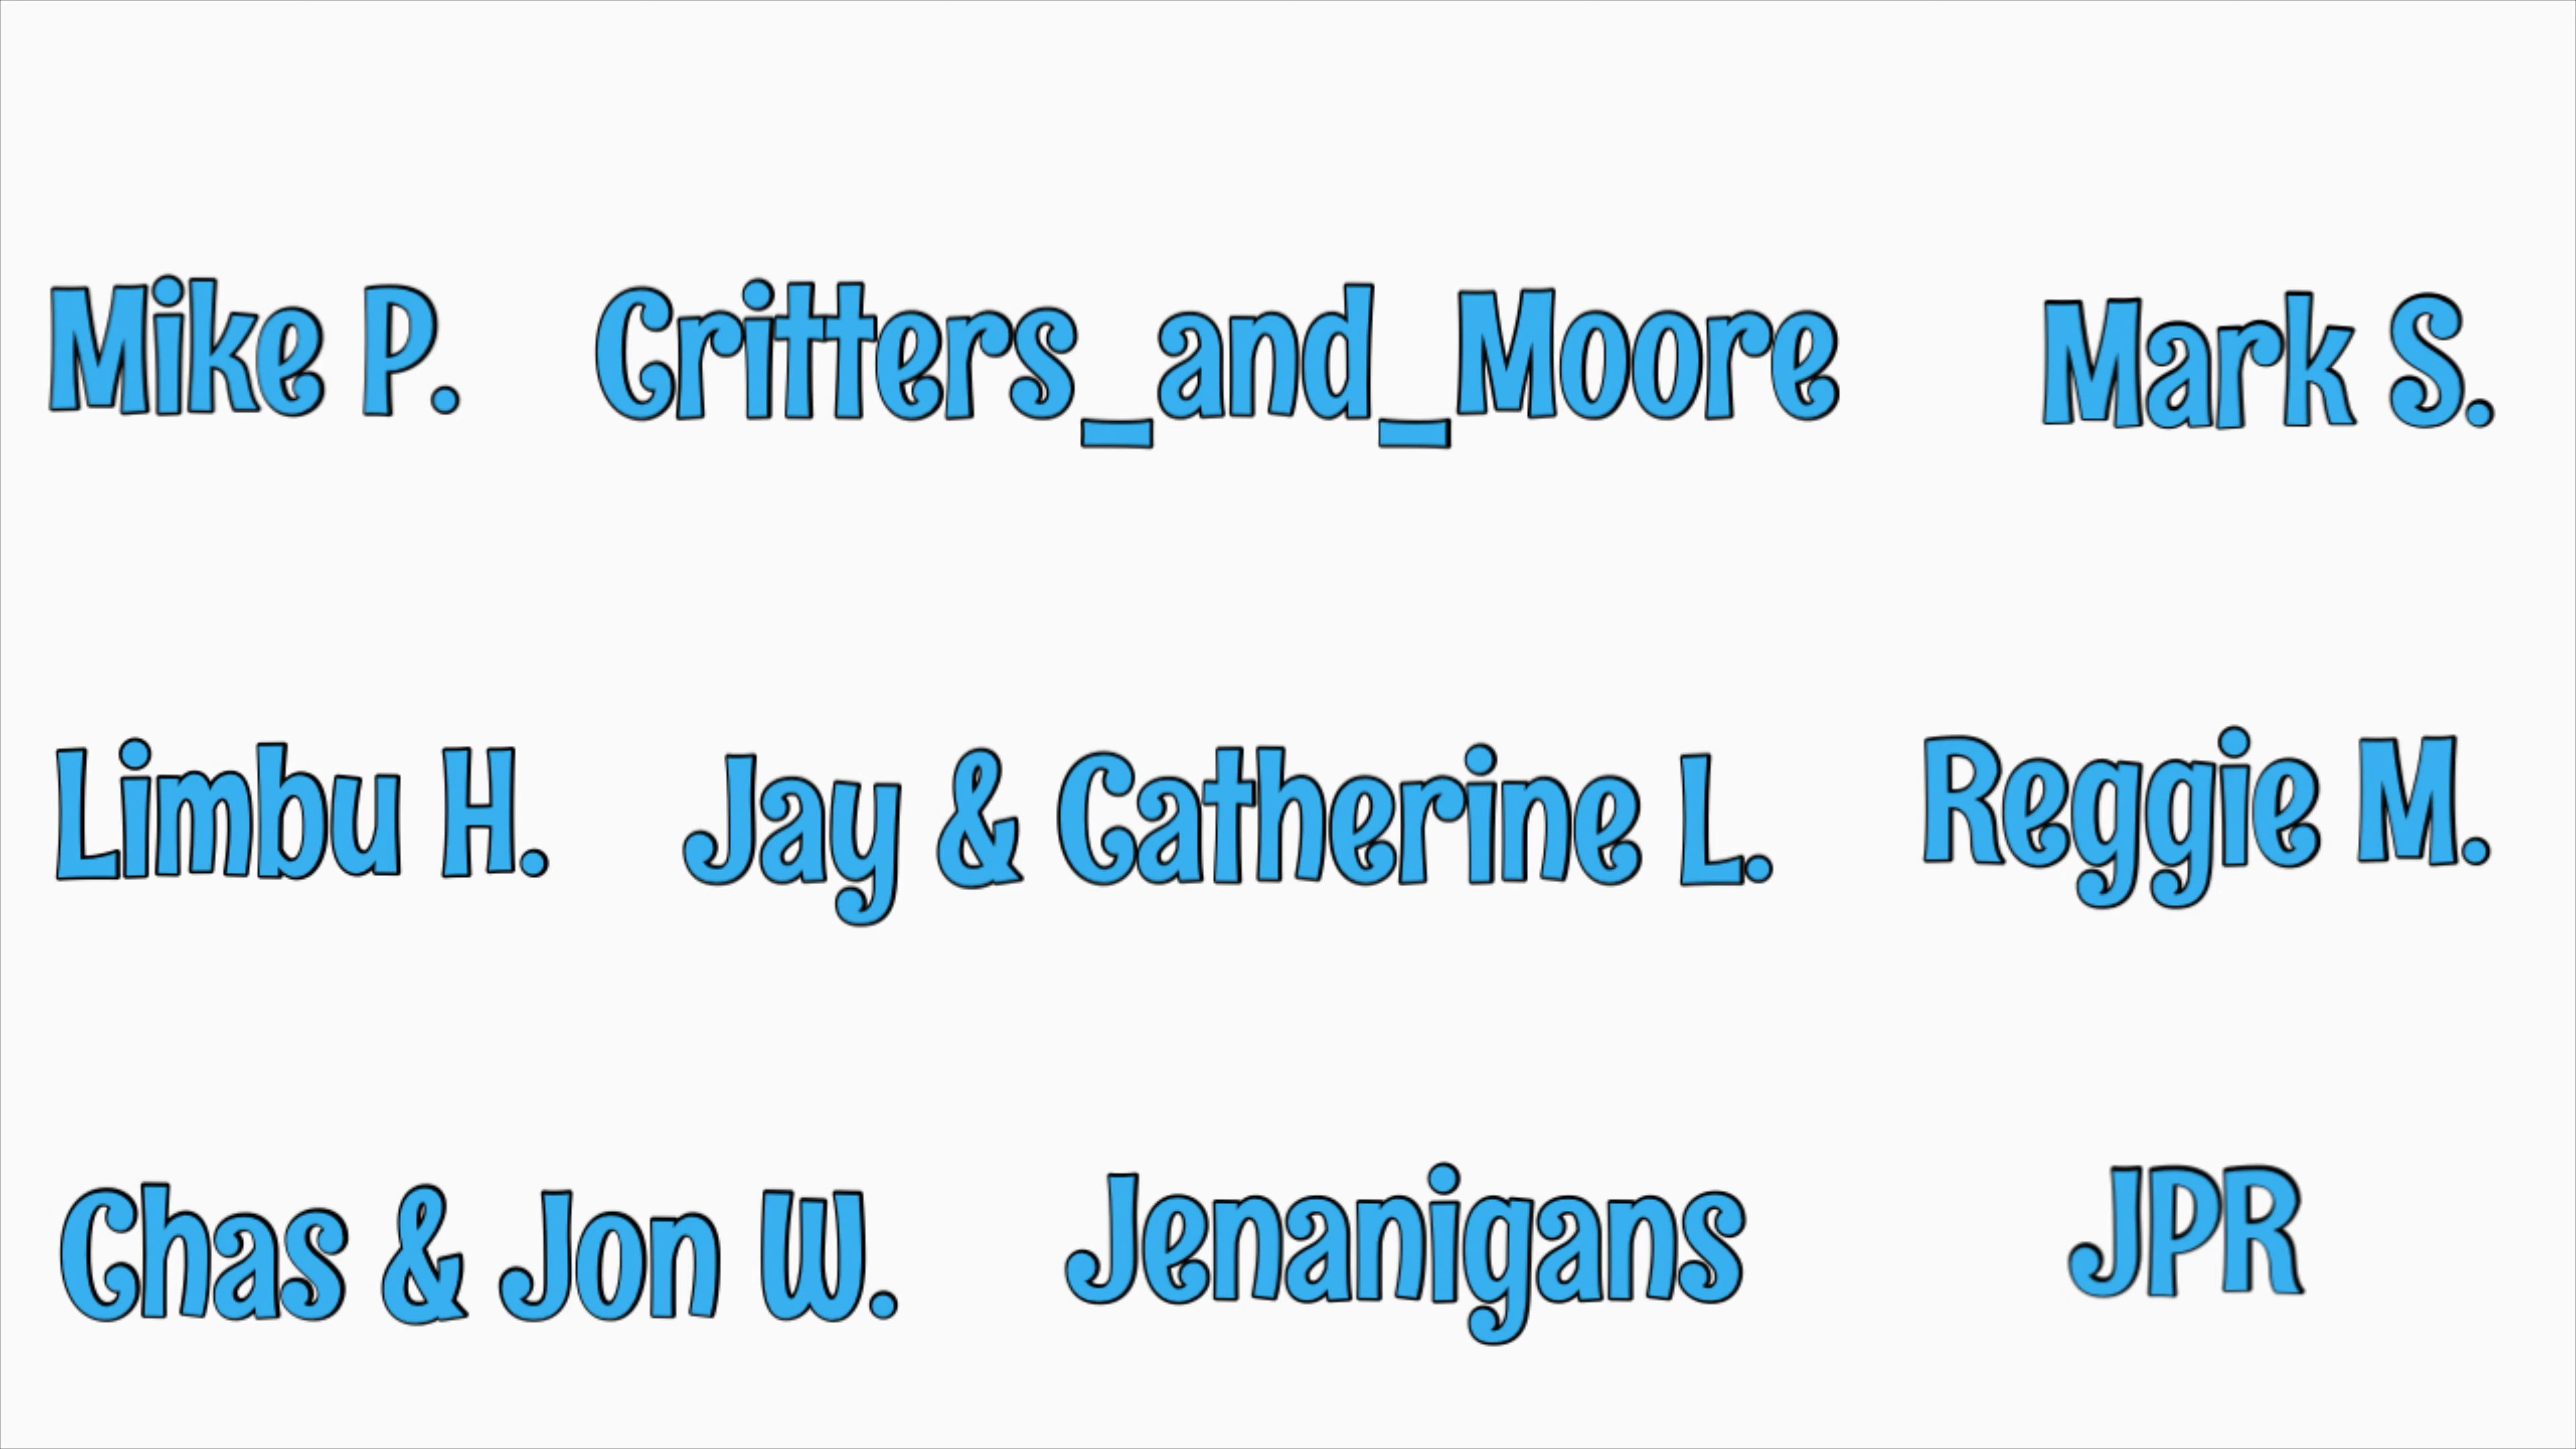 Mike P. Critters_and_Moore Mark S.
Limbu H. Jay & Catherine L. Reggie M.
Chas & Jon W. Jenanigans JPR